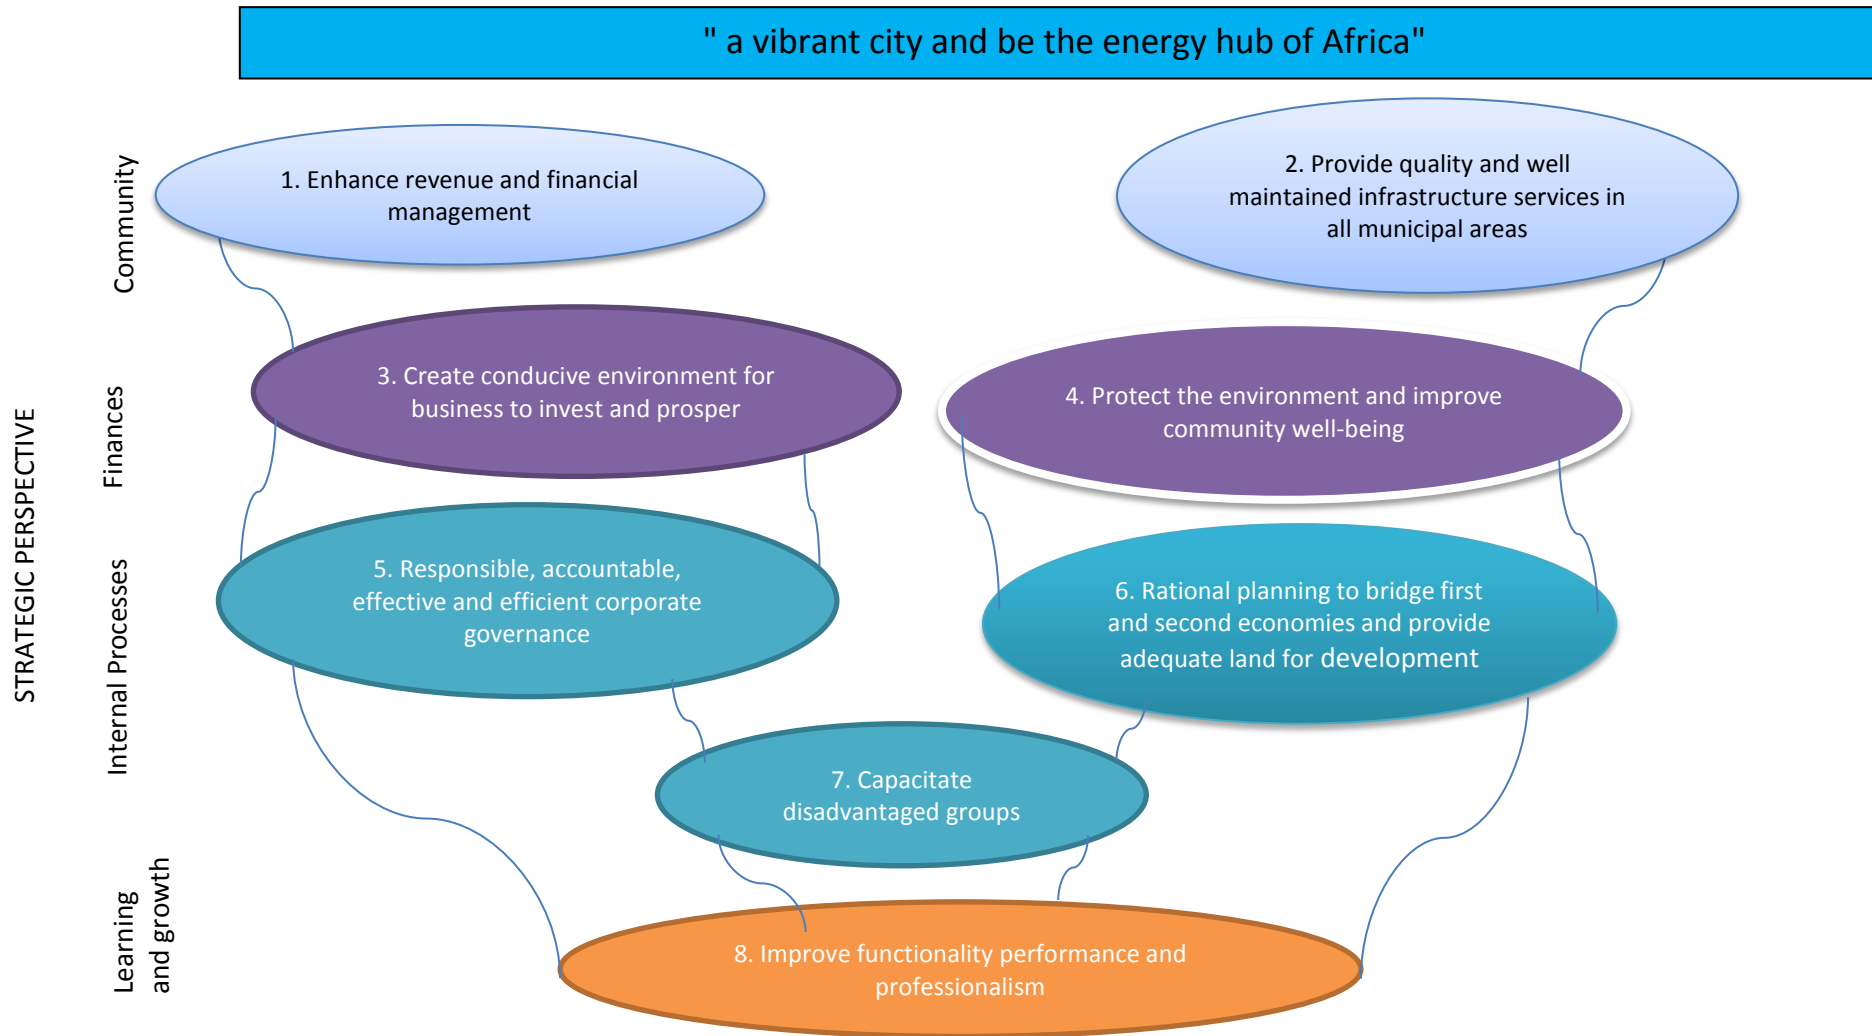 " a vibrant city and be the energy hub of Africa"
STRATEGIC PERSPECTIVE
Community
1. Enhance revenue and financial
management
2. Provide quality and well
maintained infrastructure services in
all municipal areas
Finances
3. Create conducive environment for
business to invest and prosper
4. Protect the environment and improve
community well-being
Internal Processes
5. Responsible, accountable,
effective and efficient corporate
governance
6. Rational planning to bridge first
and second economies and provide
adequate land for development
7. Capacitate
disadvantaged groups
Learning
and growth
8. Improve functionality performance and
professionalism